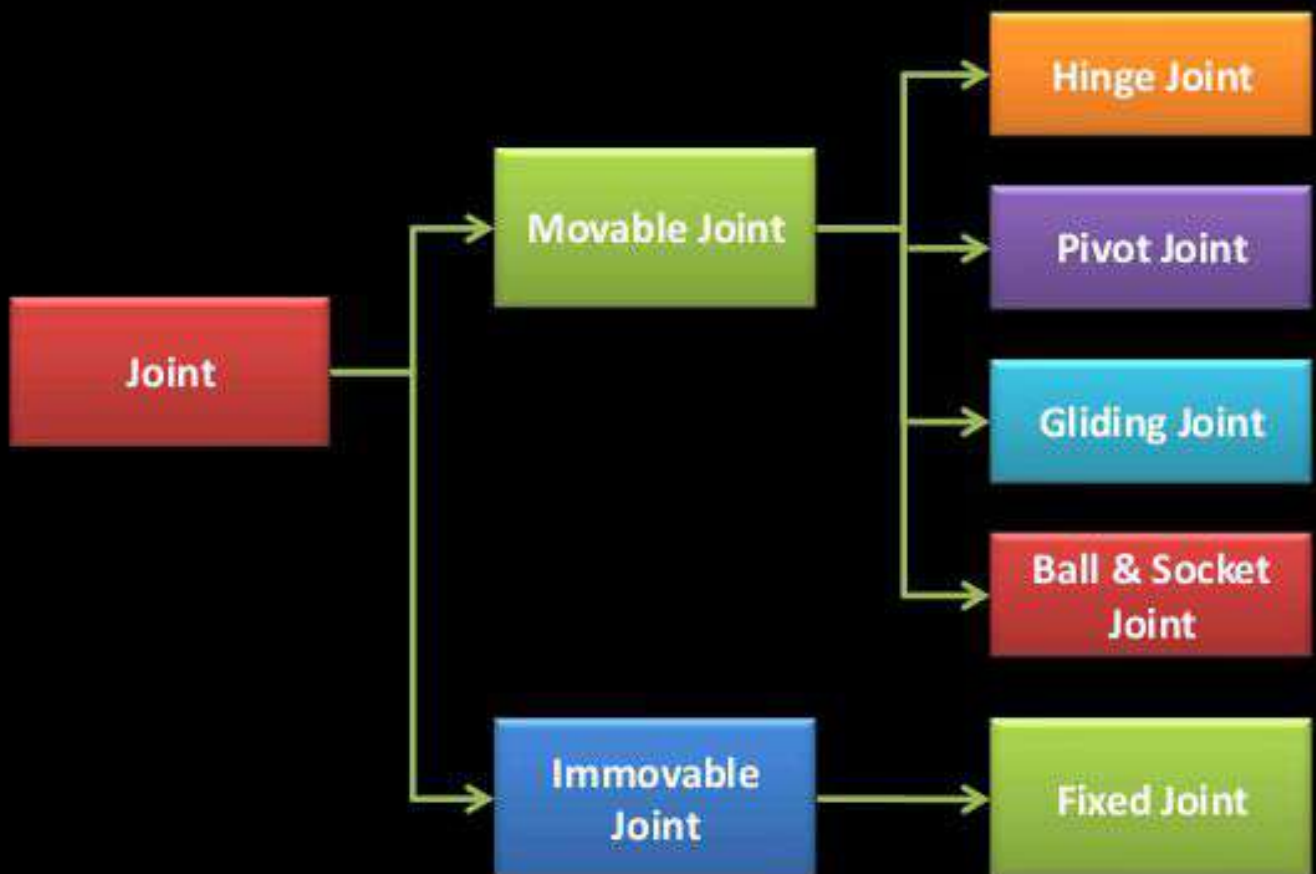 Joint
Movable Joint
Immovable
Joint
Hinge Joint
Pivot Joint
Gliding Joint
Ball & Socket
Joint
Fixed Joint